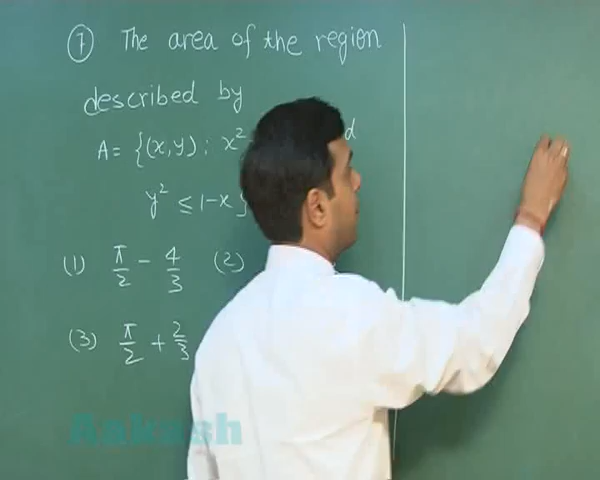 ⑦ The area of the region
described by
A = {(x,y) : x²
y² ≤ 1-x}
(1) π/2 - 4/3 (2)
(3) π/2 + 2/3
Aakash